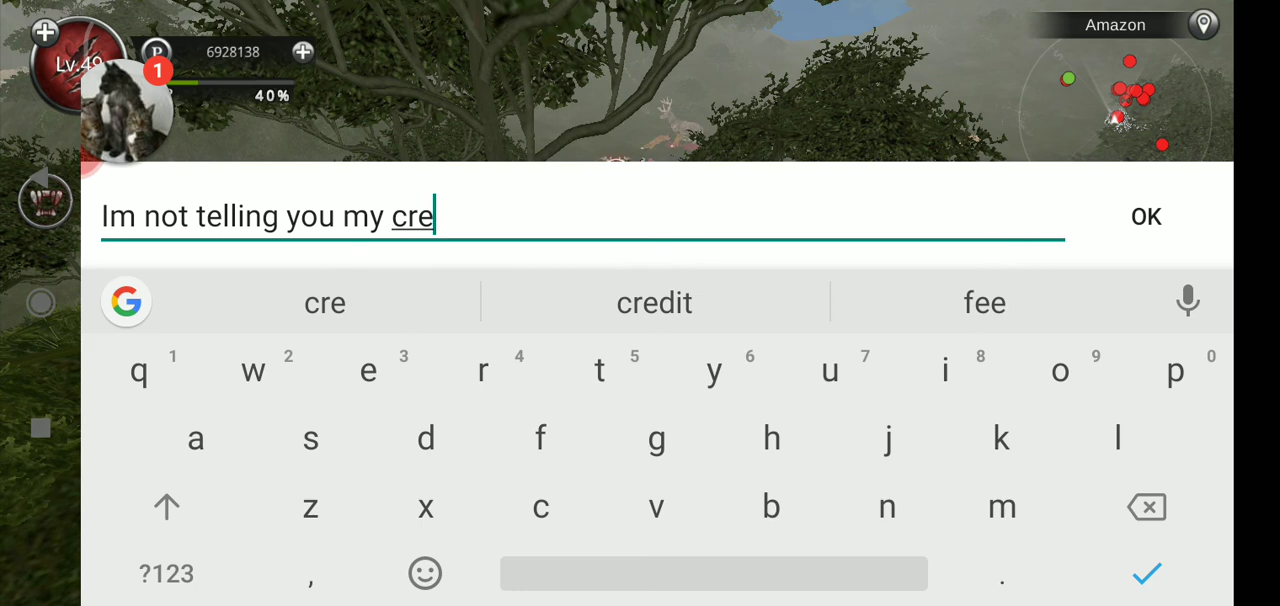 Lv.49
P 6928138
Amazon
1
40%
Im not telling you my cre
OK
cre credit fee
q 1 w 2 e 3 r 4 t 5 y 6 u 7 i 8 o 9 p 0
a s d f g h j k l
z x c v b n m
?123 , .